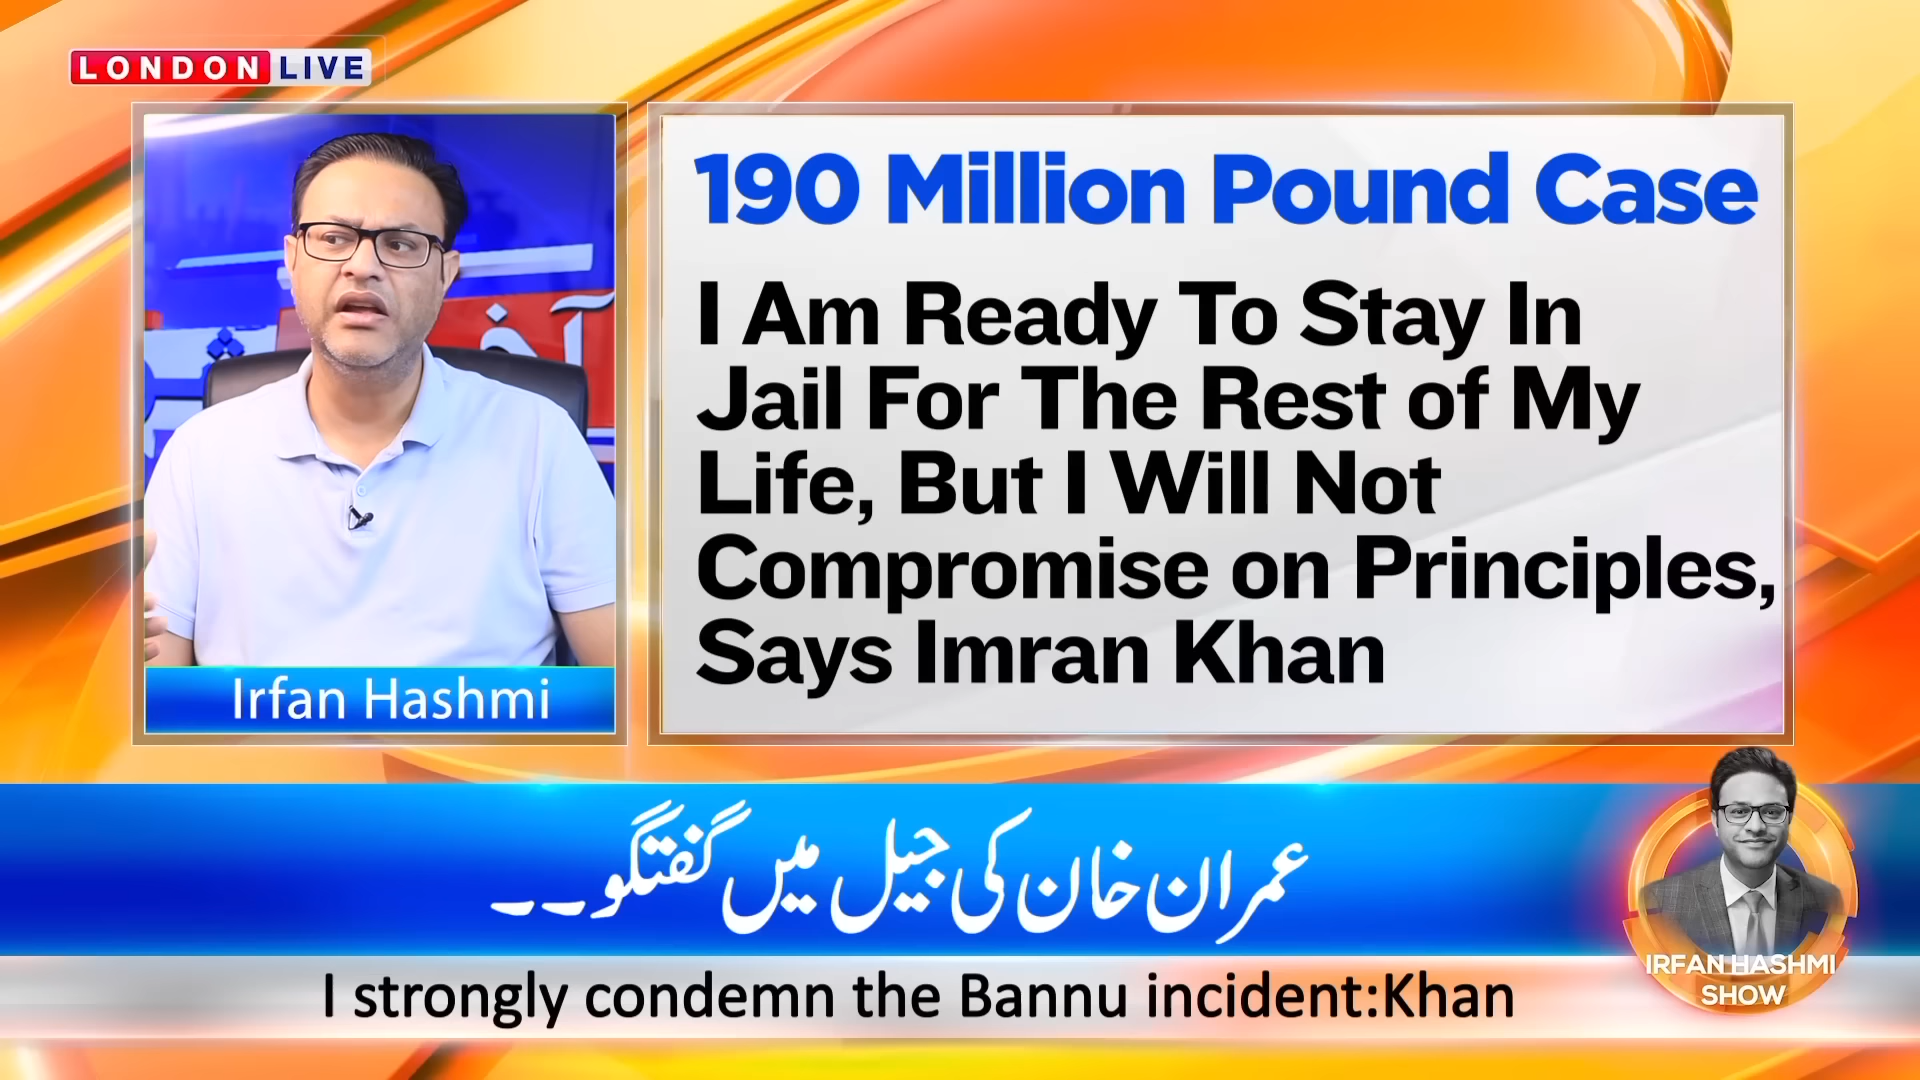 LONDON LIVE
190 Million Pound Case
I Am Ready To Stay In
Jail For The Rest of My
Life, But I Will Not
Compromise on Principles,
Says Imran Khan
Irfan Hashmi
عمران خان کی جیل میں گفتگو۔۔
I strongly condemn the Bannu incident:Khan
IRFAN HASHMI
SHOW